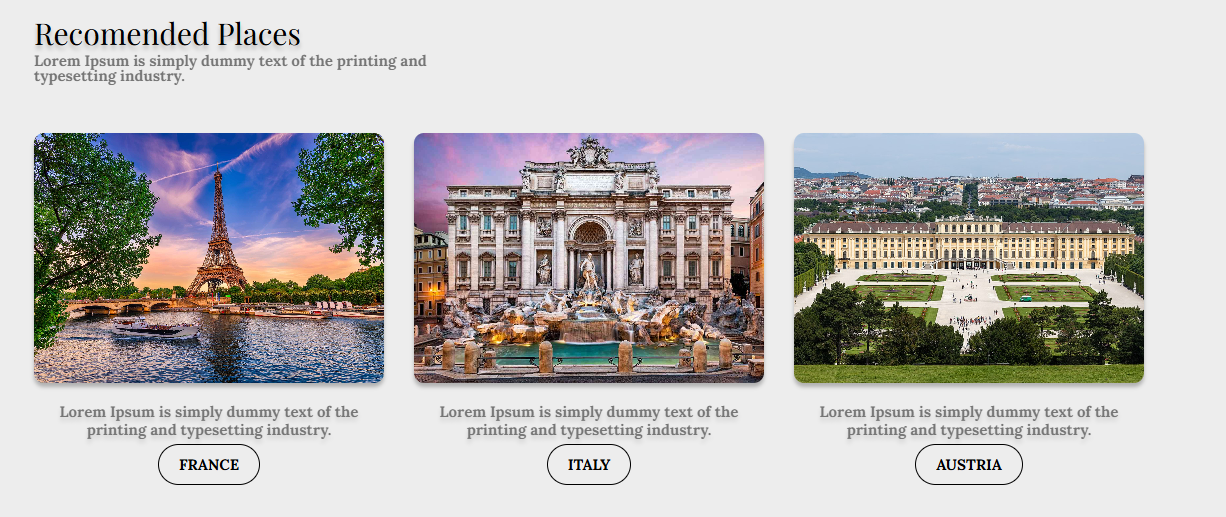 Recomended Places
Lorem Ipsum is simply dummy text of the printing and
typesetting industry.
Lorem Ipsum is simply dummy text of the
printing and typesetting industry.
FRANCE
Lorem Ipsum is simply dummy text of the
printing and typesetting industry.
ITALY
Lorem Ipsum is simply dummy text of the
printing and typesetting industry.
AUSTRIA